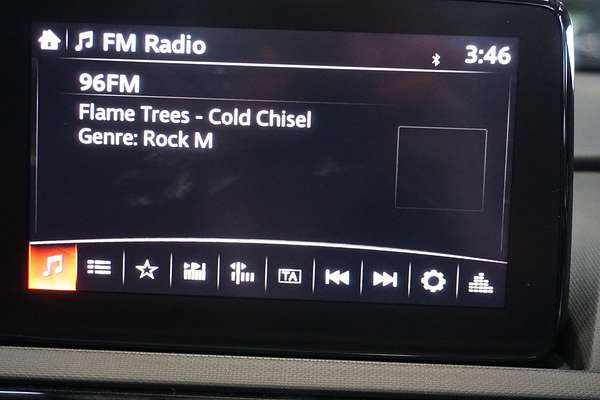 FM Radio
3:46
96FM
Flame Trees - Cold Chisel
Genre: Rock M
TA